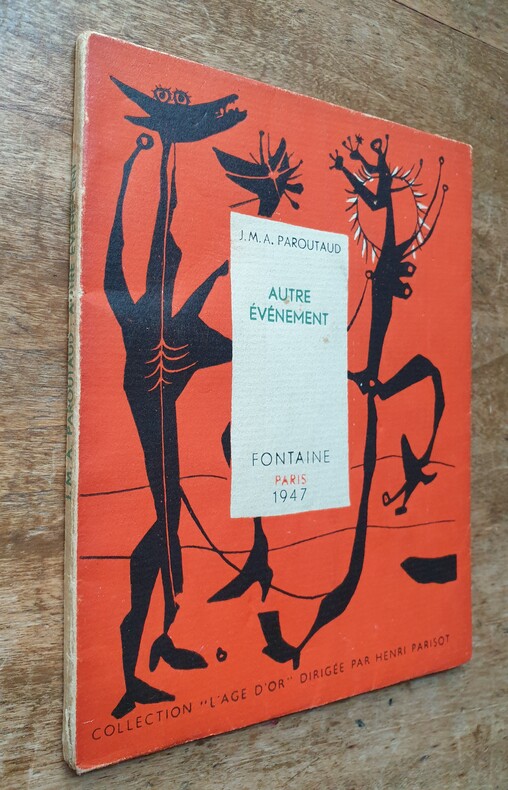 J.M.A. PAROUTAUD
AUTRE
ÉVÉNEMENT
FONTAINE
PARIS
1947
COLLECTION "L'AGE D'OR" DIRIGÉE PAR HENRI PARISOT